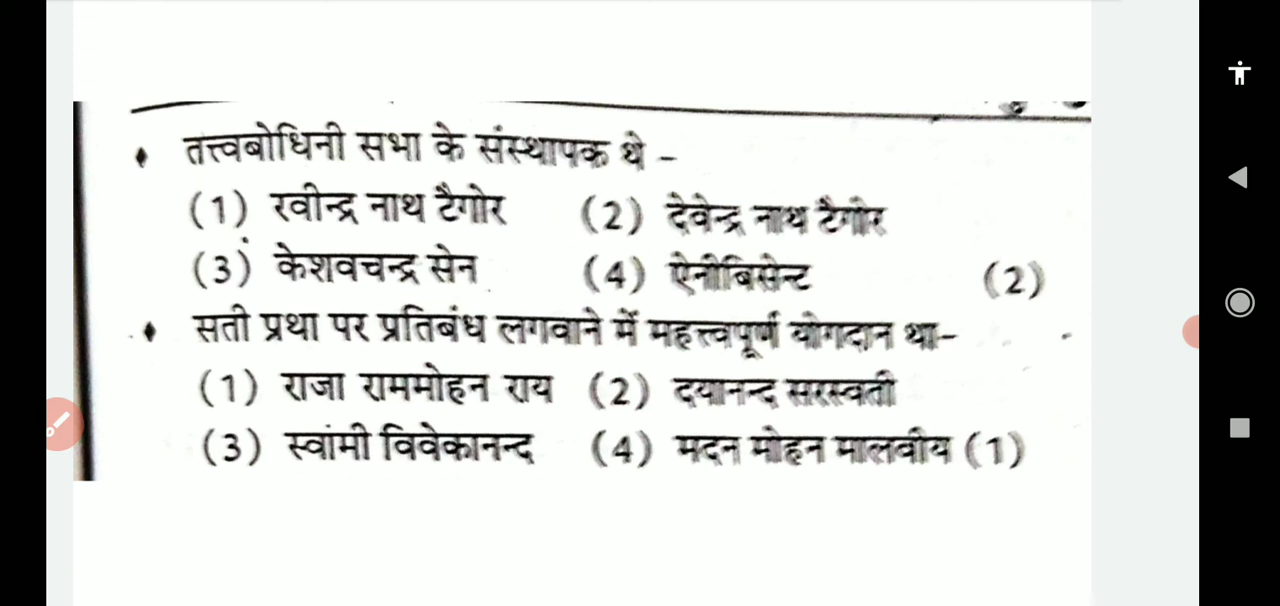 तत्त्वबोधिनी सभा के संस्थापक थे –
(1) रवीन्द्र नाथ टैगोर (2) देवेन्द्र नाथ टैगोर
(3) केशवचन्द्र सेन (4) ऐनीबिसेन्ट (2)
सती प्रथा पर प्रतिबंध लगवाने में महत्त्वपूर्ण योगदान था–
(1) राजा राममोहन राय (2) दयानन्द सरस्वती
(3) स्वांमी विवेकानन्द (4) मदन मोहन मालवीय (1)